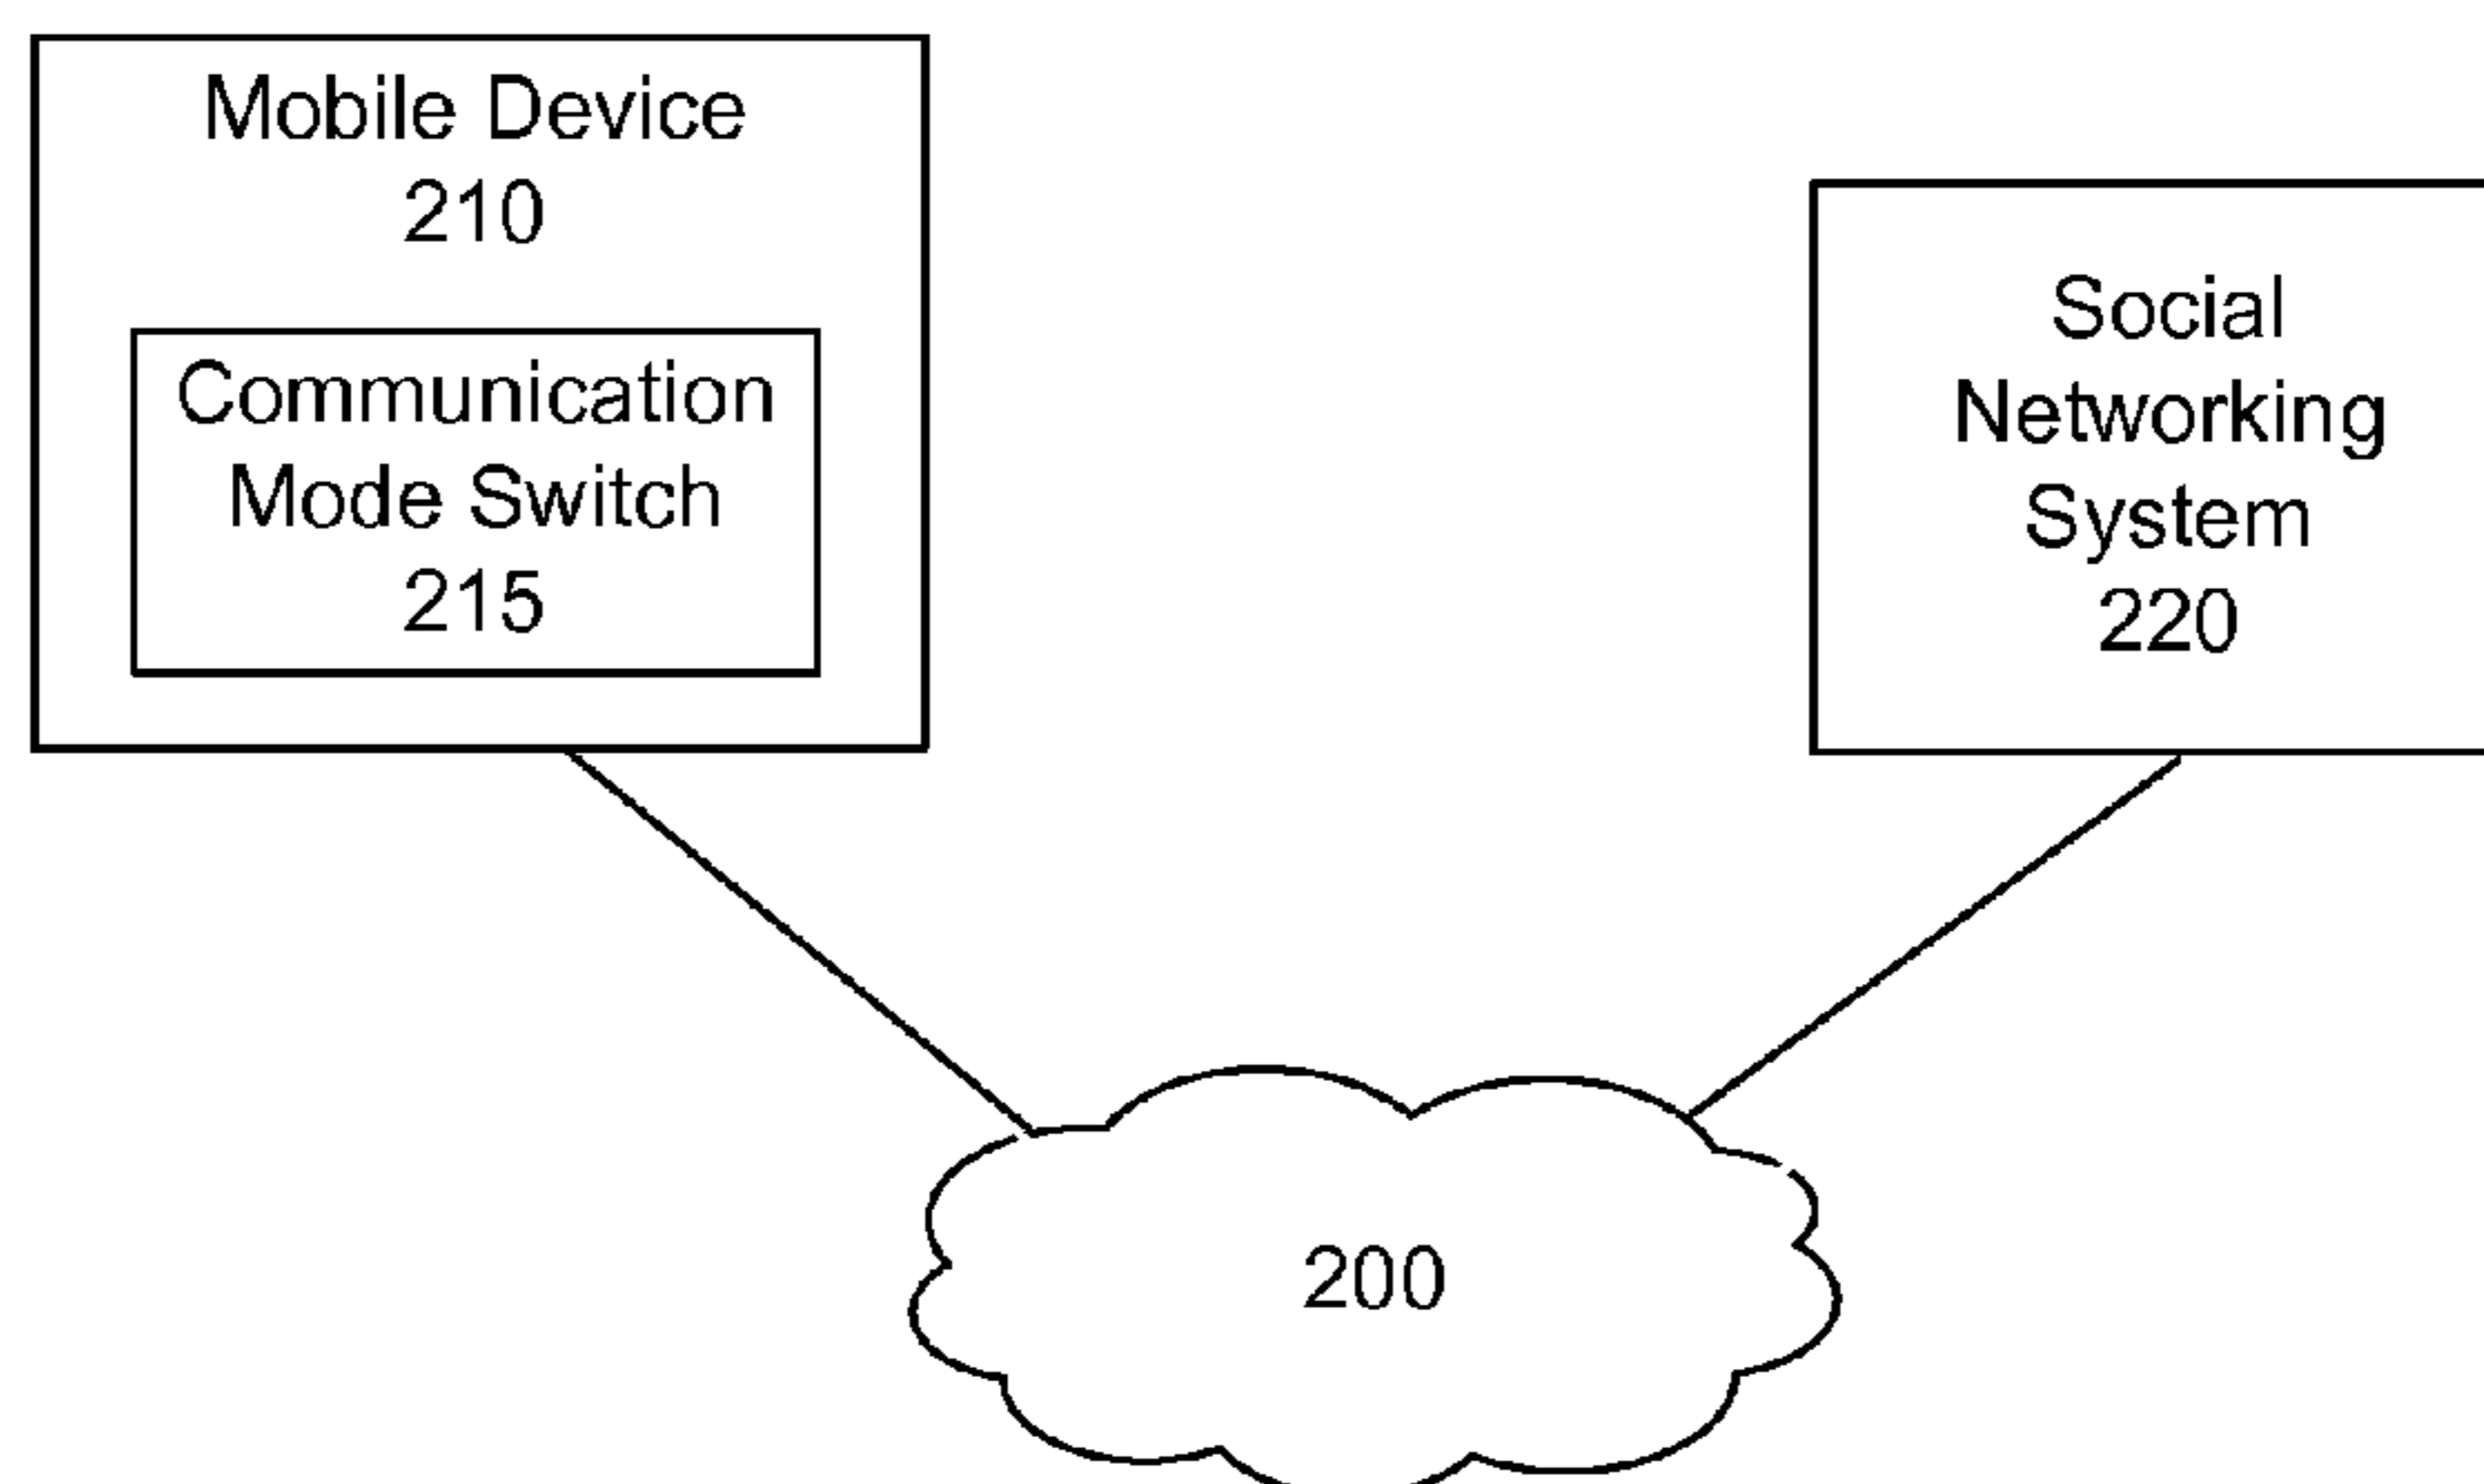 Mobile Device
210
Communication
Mode Switch
215
Social
Networking
System
220
200